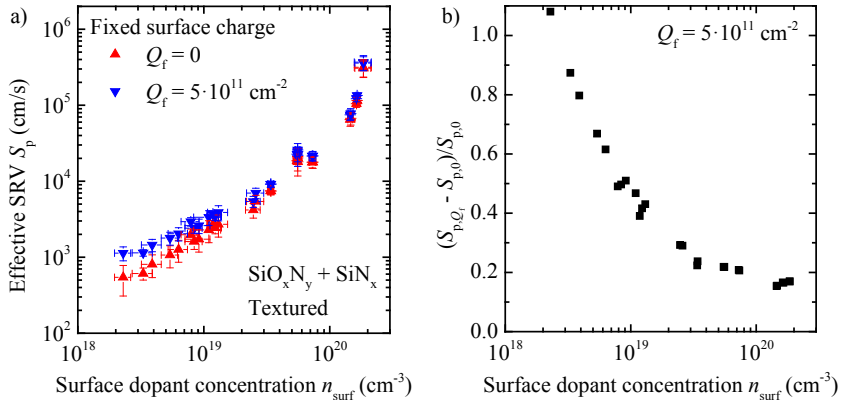 a)
Fixed surface charge
Q_f = 0
Q_f = 5·10^11 cm^-2
SiO_xN_y + SiN_x
Textured
10^6
10^5
10^4
10^3
10^2
Effective SRV S_p (cm/s)
10^18
10^19
10^20
Surface dopant concentration n_surf (cm^-3)
b)
Q_f = 5·10^11 cm^-2
1.0
0.8
0.6
0.4
0.2
0.0
(S_p,Q_f - S_p,0)/S_p,0
10^18
10^19
10^20
Surface dopant concentration n_surf (cm^-3)